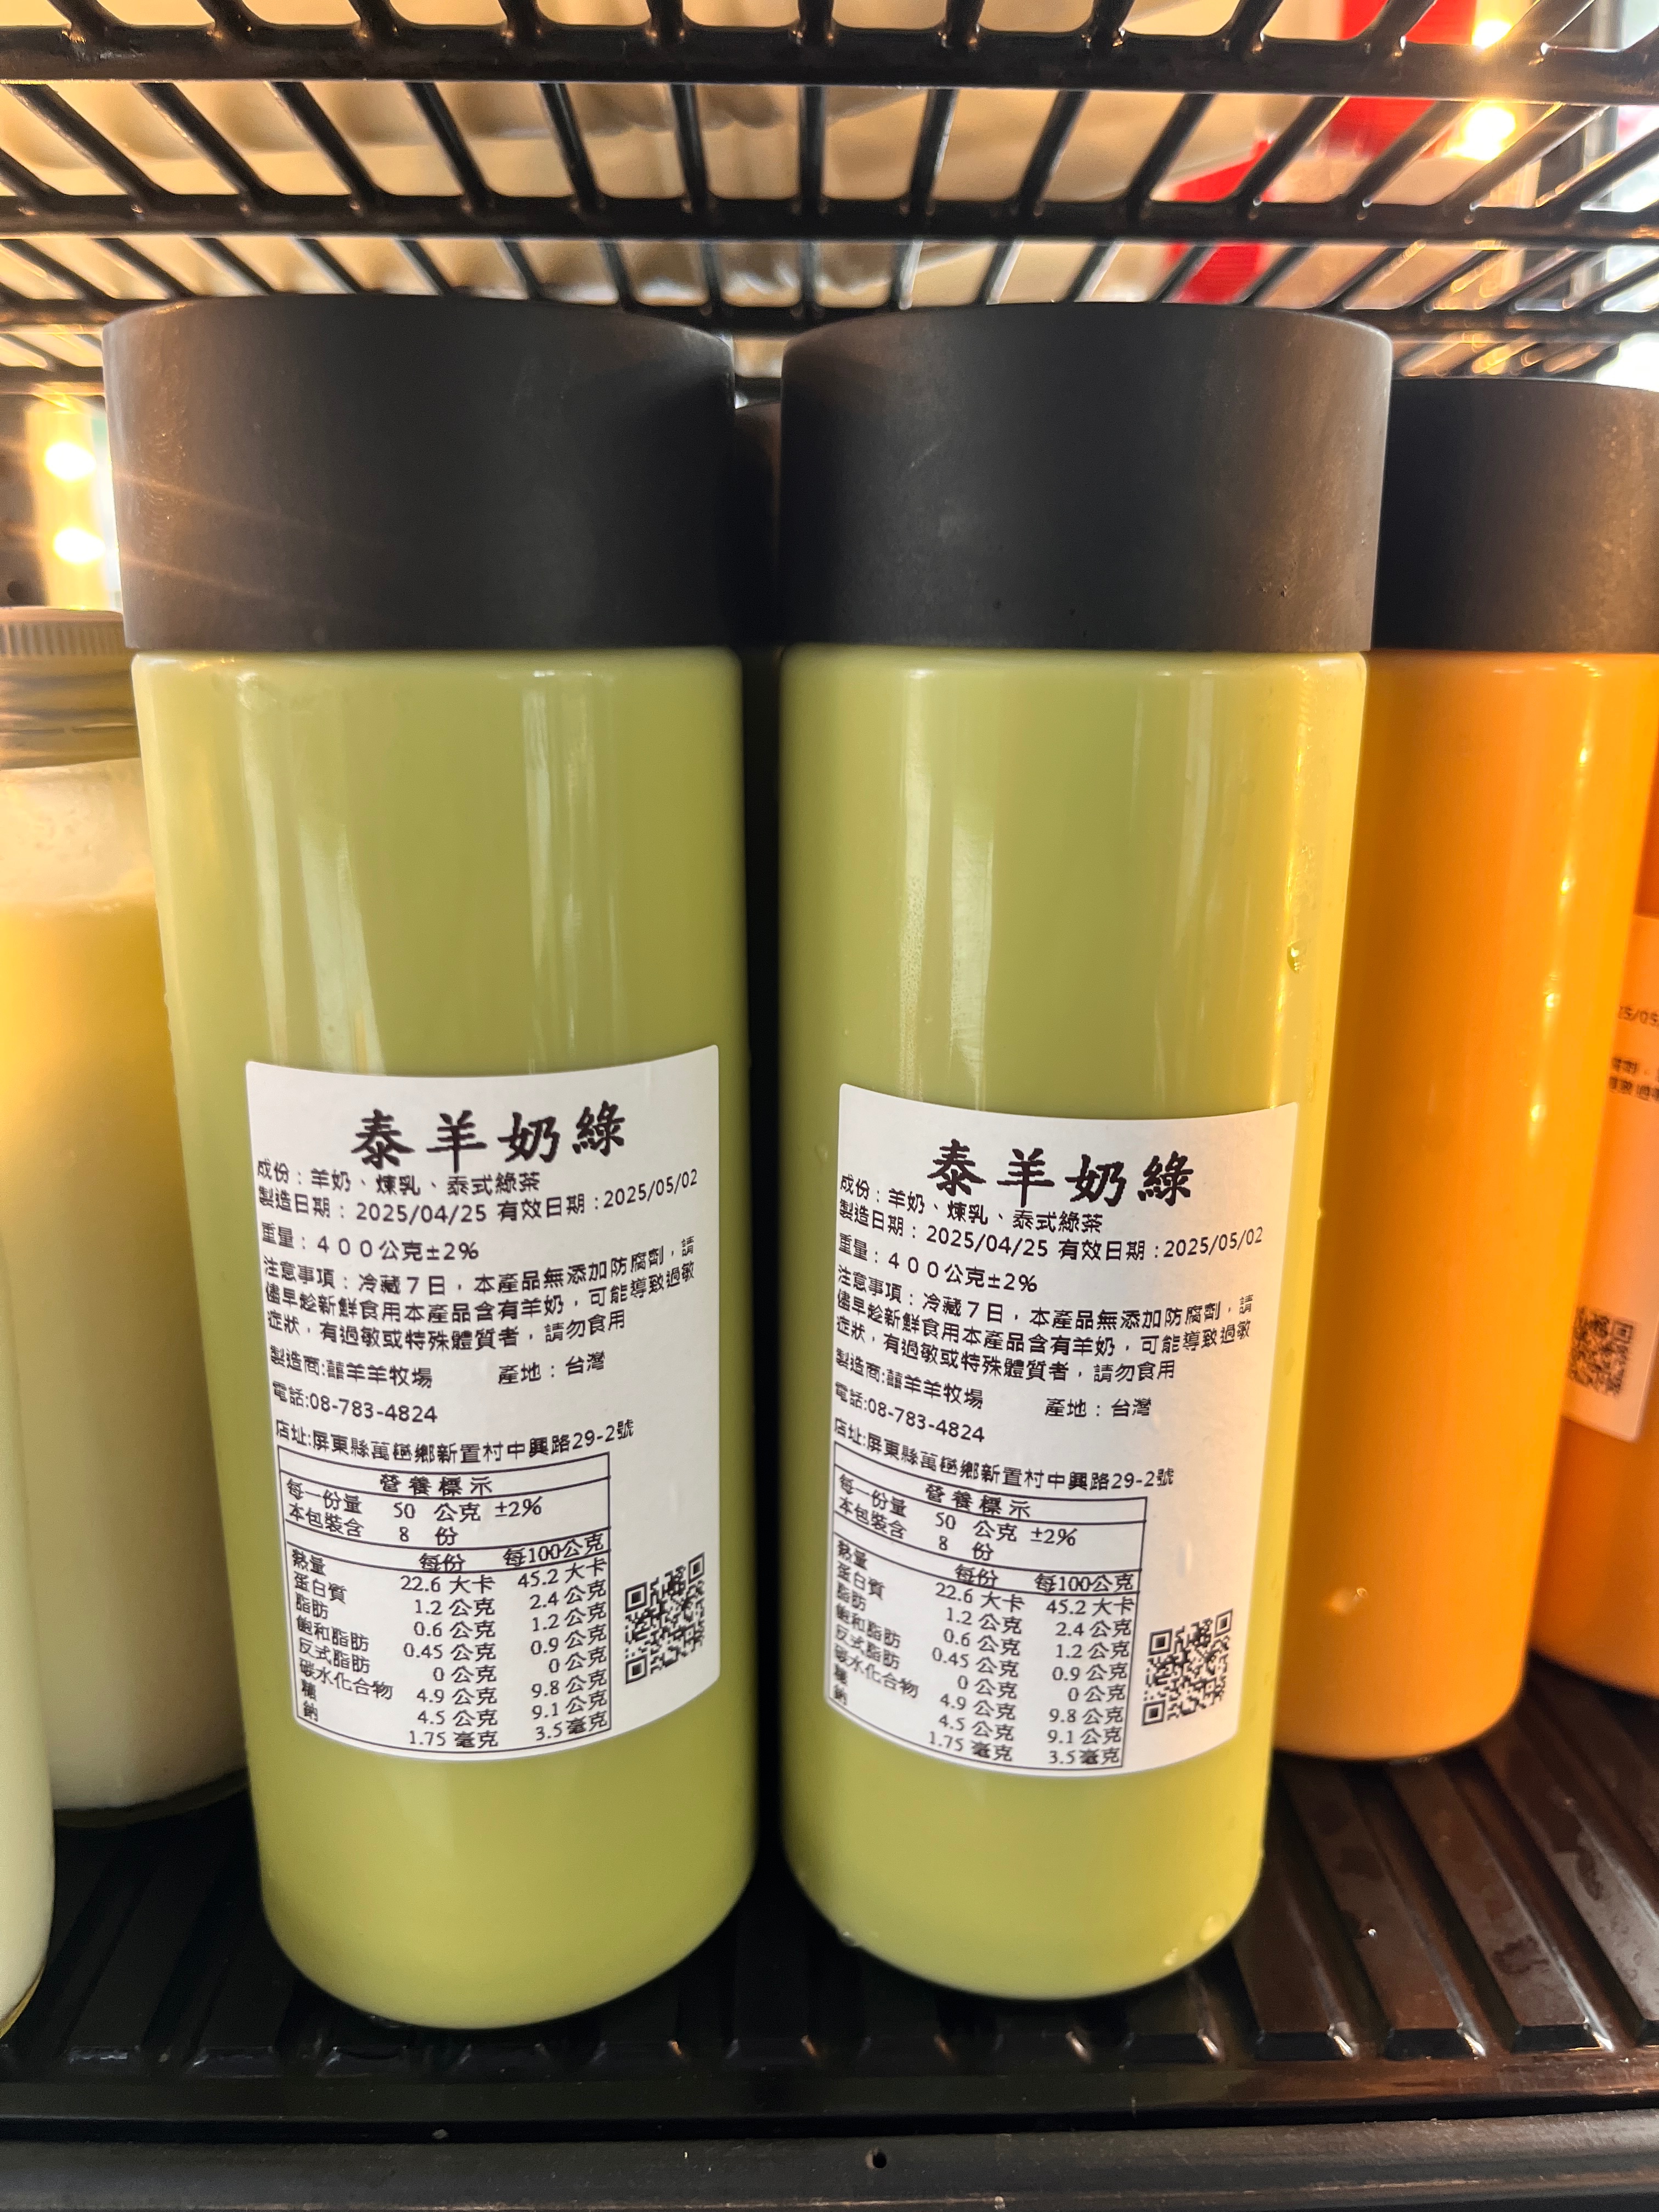 泰羊奶綠
成份：羊奶、煉乳、泰式綠茶
製造日期：2025/04/25 有效日期:2025/05/02
重量：４００公克±2%
注意事項：冷藏７日，本產品無添加防腐劑，請
儘早趁新鮮食用本產品含有羊奶，可能導致過敏
症狀，有過敏或特殊體質者，請勿食用
製造商:囍羊羊牧場 產地：台灣
電話:08-783-4824
店址:屏東縣萬巒鄉新置村中興路29-2號
營養標示
每一份量 50 公克 ±2%
本包裝含 8 份
每份 每100公克
熱量 22.6 大卡 45.2 大卡
蛋白質 1.2 公克 2.4 公克
脂肪 0.6 公克 1.2 公克
飽和脂肪 0.45 公克 0.9 公克
反式脂肪 0 公克 0 公克
碳水化合物 4.9 公克 9.8 公克
糖 4.5 公克 9.1 公克
鈉 1.75 毫克 3.5 毫克
泰羊奶綠
成份：羊奶、煉乳、泰式綠茶
製造日期：2025/04/25 有效日期:2025/05/02
重量：４００公克±2%
注意事項：冷藏７日，本產品無添加防腐劑，請
儘早趁新鮮食用本產品含有羊奶，可能導致過敏
症狀，有過敏或特殊體質者，請勿食用
製造商:囍羊羊牧場 產地：台灣
電話:08-783-4824
店址:屏東縣萬巒鄉新置村中興路29-2號
營養標示
每一份量 50 公克 ±2%
本包裝含 8 份
每份 每100公克
熱量 22.6 大卡 45.2 大卡
蛋白質 1.2 公克 2.4 公克
脂肪 0.6 公克 1.2 公克
飽和脂肪 0.45 公克 0.9 公克
反式脂肪 0 公克 0 公克
碳水化合物 4.9 公克 9.8 公克
糖 4.5 公克 9.1 公克
鈉 1.75 毫克 3.5 毫克